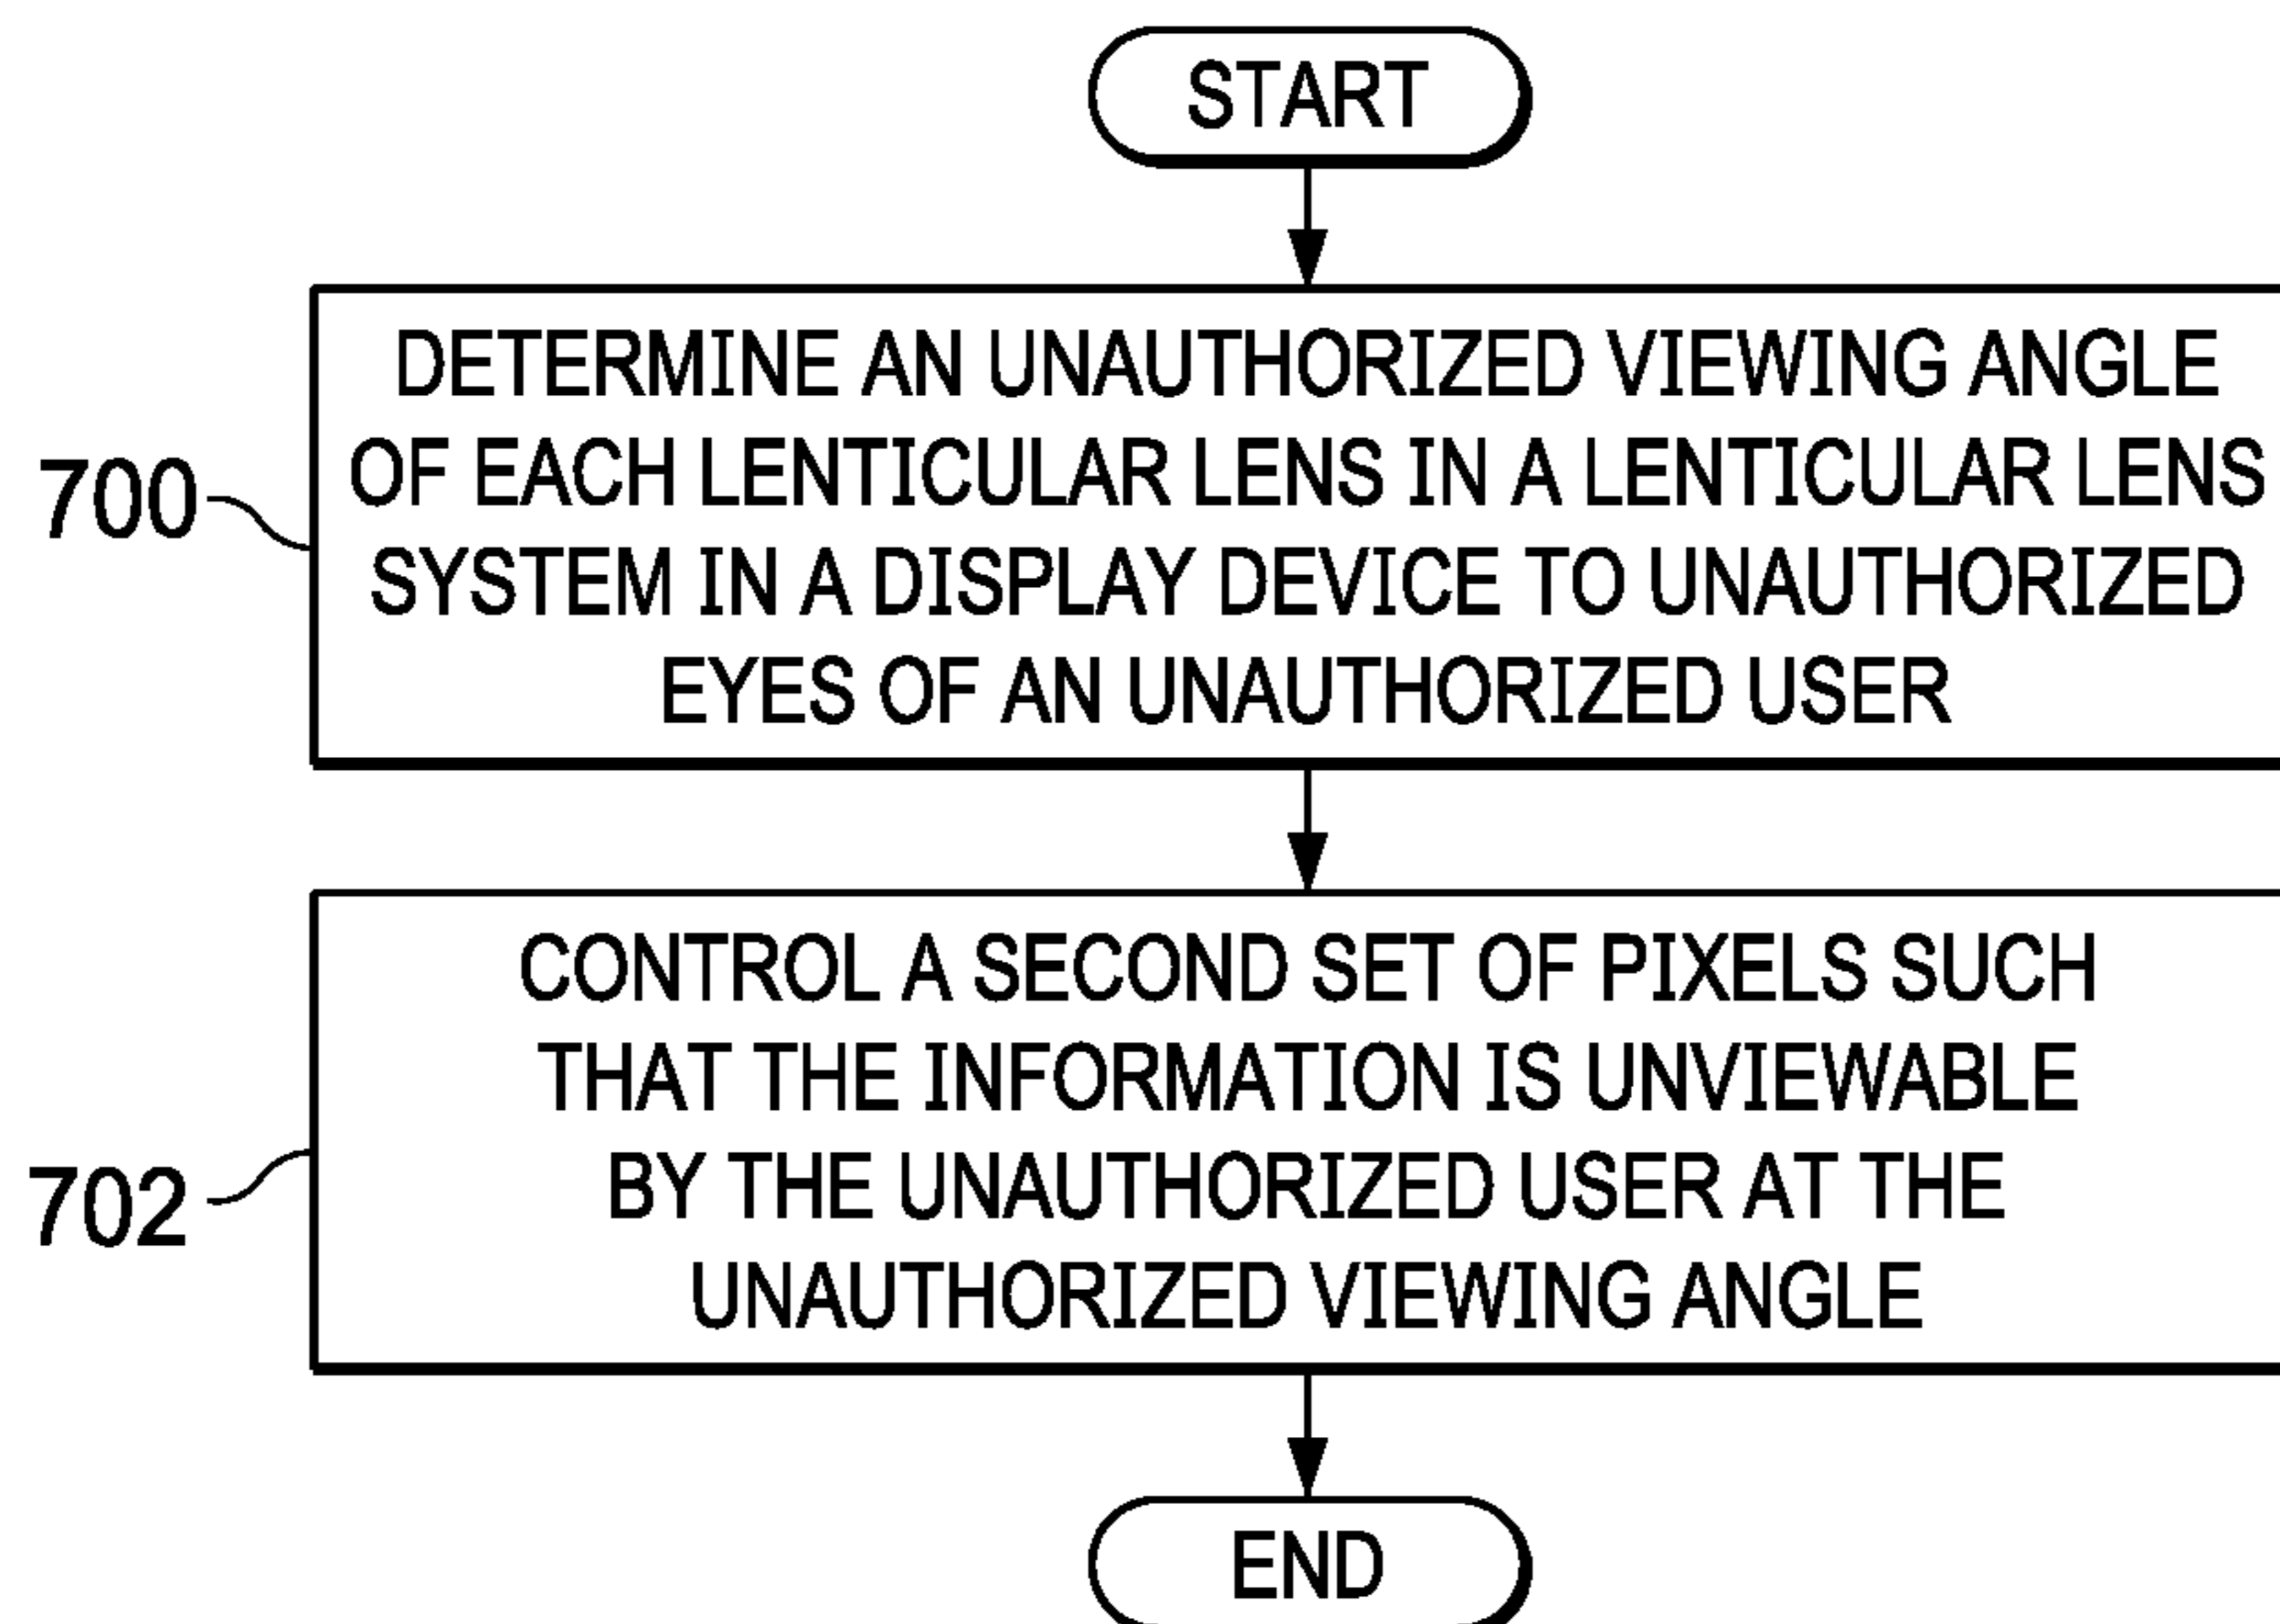 START
DETERMINE AN UNAUTHORIZED VIEWING ANGLE
OF EACH LENTICULAR LENS IN A LENTICULAR LENS
SYSTEM IN A DISPLAY DEVICE TO UNAUTHORIZED
EYES OF AN UNAUTHORIZED USER
700
CONTROL A SECOND SET OF PIXELS SUCH
THAT THE INFORMATION IS UNVIEWABLE
BY THE UNAUTHORIZED USER AT THE
UNAUTHORIZED VIEWING ANGLE
702
END